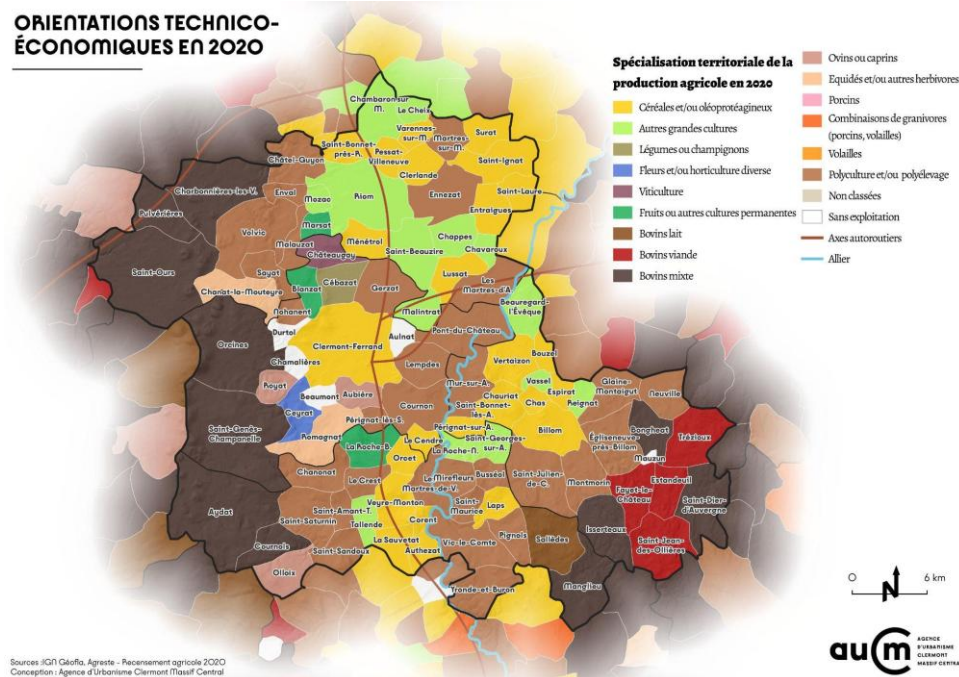 ORIENTATIONS TECHNICO-
ÉCONOMIQUES EN 2020
Spécialisation territoriale de la
production agricole en 2020
Céréales et/ou oléoprotéagineux
Autres grandes cultures
Légumes ou champignons
Fleurs et/ou horticulture diverse
Viticulture
Fruits ou autres cultures permanentes
Bovins lait
Bovins viande
Bovins mixte
Ovins ou caprins
Equidés et/ou autres herbivores
Porcins
Combinaisons de granivores
(porcins, volailles)
Volailles
Polyculture et/ou polyélevage
Non classées
Sans exploitation
Axes autoroutiers
Allier
Chambaron sur
M.
Le Cheix
Varennes-
sur-M.
Martres-
sur-M.
Surat
Saint-Bonnet-
près-R.
Pessat-
Villeneuve
Clerlande
Saint-Ignat
Châtel-Guyon
Charbonnières-les-V.
Enval
Mozac
Riom
Ennezat
Saint-Laure
Entraigues
Pulvérières
Volvic
Marsat
Malauzat
Châteaugay
Ménétrol
Saint-Beauzire
Chappes
Chavaroux
Saint-Ours
Sayat
Chanat-la-Mouteyre
Blanzat
Cébazat
Gerzat
Lussat
Les
Martres-d'A.
Nohanent
Malintrat
Beauregard-
l'Évêque
Durtol
Orcines
Clermont-Ferrand
Aulnat
Pont-du-Château
Chamalières
Lempdes
Vertaizon
Bouzel
Royat
Beaumont
Aubière
Mur-sur-A.
Vassel
Espirat
Glaine-
Montaigut
Neuville
Ceyrat
Cournon
Chauriat
Chas
Reignat
Saint-Bonnet-
lès-A.
Pérignat-lès-S.
Saint-Genès-
Champanelle
Romagnat
Pérignat-sur-A.
Billom
Bongheat
Trézioux
La Roche-B.
Le Cendre
Saint-Georges-
sur-A.
La Roche-N.
Égliseneuve-
près-Billom
Mauzun
Orcet
Chanonat
Le Crest
Mirefleurs
Busséol
Saint-Julien-
de-C.
Montmorin
Estandeuil
Fayet-le-
Château
Les
Martres-de-V.
Veyre-Monton
Saint-
Maurice
Laps
Saint-Dier-
d'Auvergne
Saint-Amant-T.
Tallende
Corent
Aydat
Saint-Saturnin
La Sauvetat
Vic-le-Comte
Pignols
Sallèdes
Isserteaux
Saint-Jean-
des-Ollières
Cournols
Saint-Sandoux
Authezat
Olloix
Yronde-et-Buron
Manglieu
0
N
6 km
aucm
AGENCE
D'URBANISME
CLERMONT
MASSIF CENTRAL
Sources : IGN Géofla, Agreste - Recensement agricole 2020
Conception : Agence d'Urbanisme Clermont Massif Central